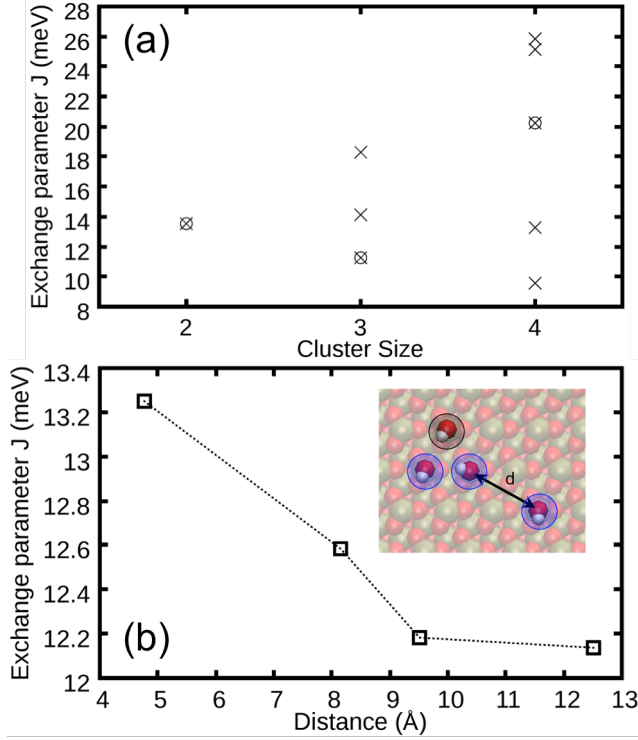 (a)
Exchange parameter J (meV)
28
26
24
22
20
18
16
14
12
10
8
2 3 4
Cluster Size
(b)
Exchange parameter J (meV)
13.4
13.2
13
12.8
12.6
12.4
12.2
12
d
4 5 6 7 8 9 10 11 12 13
Distance (Å)